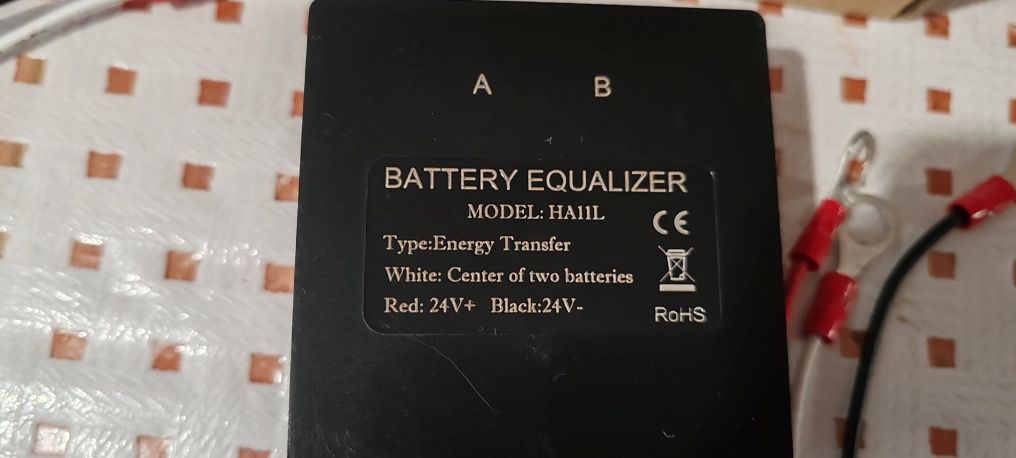 A B
BATTERY EQUALIZER
MODEL: HA11L
CE
Type:Energy Transfer
White: Center of two batteries
Red: 24V+ Black:24V-
RoHS